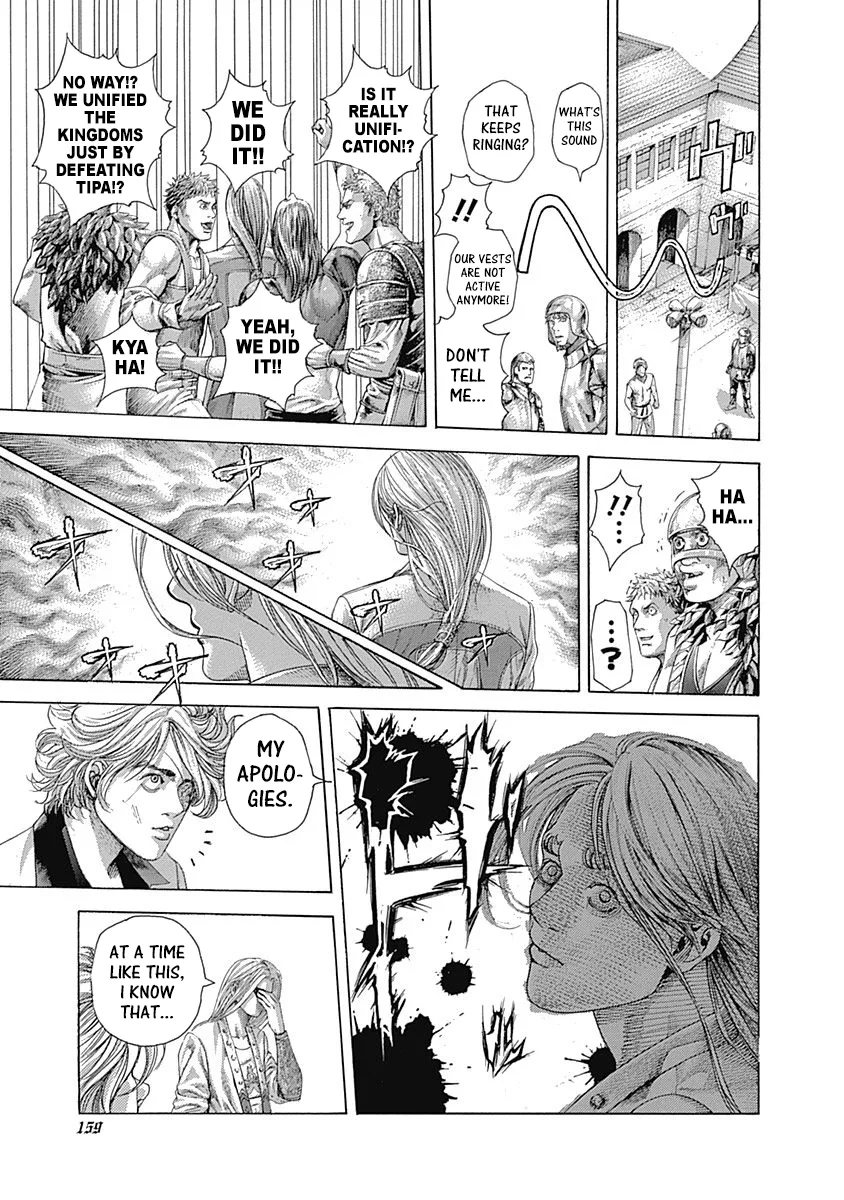 WHAT'S
THIS
SOUND
THAT
KEEPS
RINGING?
!!
OUR VESTS
ARE NOT
ACTIVE
ANYMORE!
DON'T
TELL
ME...
IS IT
REALLY
UNIFI-
CATION!?
WE
DID
IT!!
NO WAY!?
WE UNIFIED
THE
KINGDOMS
JUST BY
DEFEATING
TIPA!?
YEAH,
WE DID
IT!!
KYA
HA!
HA
HA...
!!
...
...?
MY
APOLO-
GIES.
AT A TIME
LIKE THIS,
I KNOW
THAT...
159